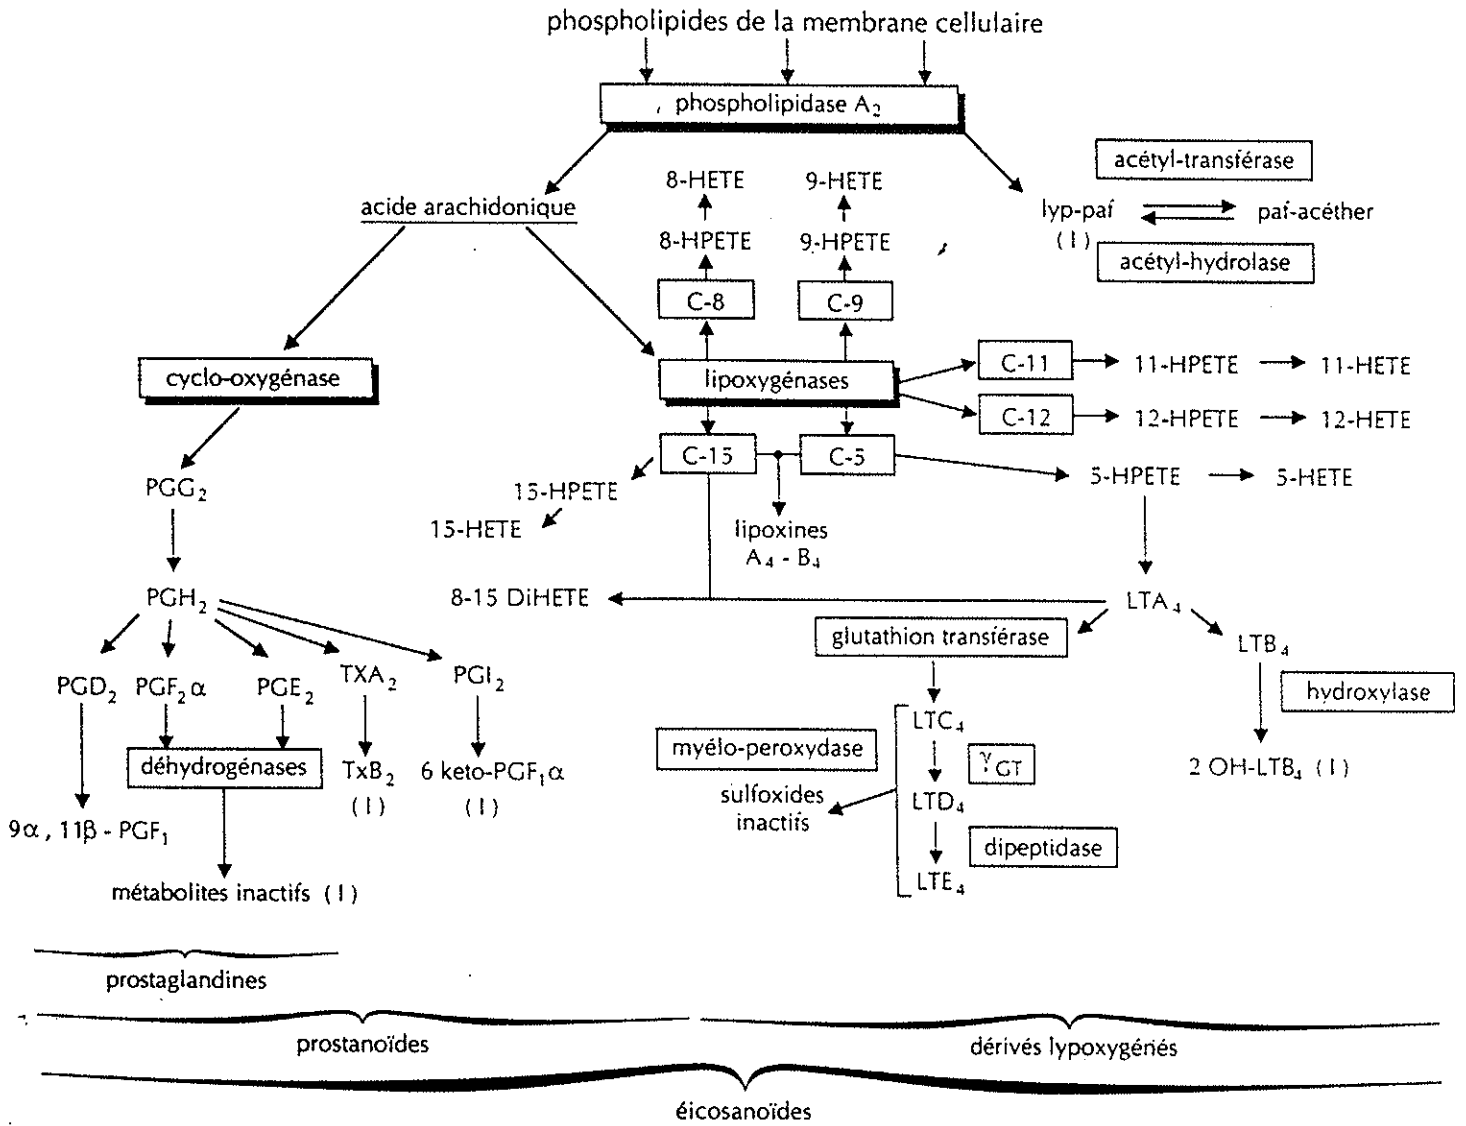 phospholipides de la membrane cellulaire
phospholipidase A₂
acétyl-transférase
8-HETE
9-HETE
acide arachidonique
lyp-paf
paf-acéther
(I)
8-HPETE
9-HPETE
acétyl-hydrolase
C-8
C-9
cyclo-oxygénase
lipoxygénases
C-11
11-HPETE
11-HETE
C-12
12-HPETE
12-HETE
C-15
C-5
5-HPETE
5-HETE
PGG₂
15-HPETE
15-HETE
lipoxines
A₄ - B₄
PGH₂
8-15 DiHETE
LTA₄
glutathion transférase
LTB₄
PGD₂
PGF₂α
PGE₂
TXA₂
PGI₂
hydroxylase
LTC₄
myélo-peroxydase
γGT
déhydrogénases
TxB₂
(I)
6 keto-PGF₁α
(I)
2 OH-LTB₄ (I)
sulfoxides
inactifs
LTD₄
9α, 11β - PGF₁
dipeptidase
LTE₄
métabolites inactifs (I)
prostaglandines
prostanoïdes
dérivés lypoxygénés
éicosanoïdes